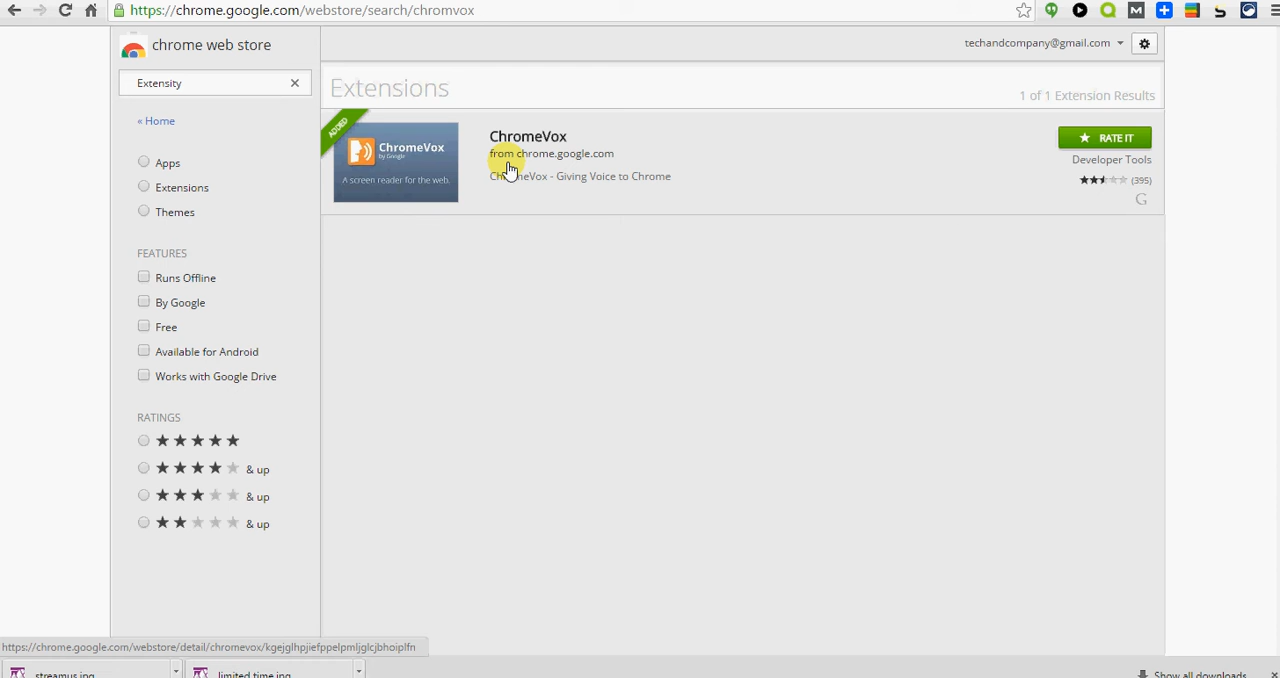 https://chrome.google.com/webstore/search/chromvox
chrome web store
techandcompany@gmail.com
Extensity
« Home
Apps
Extensions
Themes
FEATURES
Runs Offline
By Google
Free
Available for Android
Works with Google Drive
RATINGS
& up
& up
& up
Extensions
1 of 1 Extension Results
ADDED
ChromeVox
by Google
A screen reader for the web.
ChromeVox
from chrome.google.com
ChromeVox - Giving Voice to Chrome
RATE IT
Developer Tools
(395)
G
https://chrome.google.com/webstore/detail/chromevox/kgejglhpjiefppelpmljglcjbhoiplfn
streamus.jpg
limited time.jpg
Show all downloads